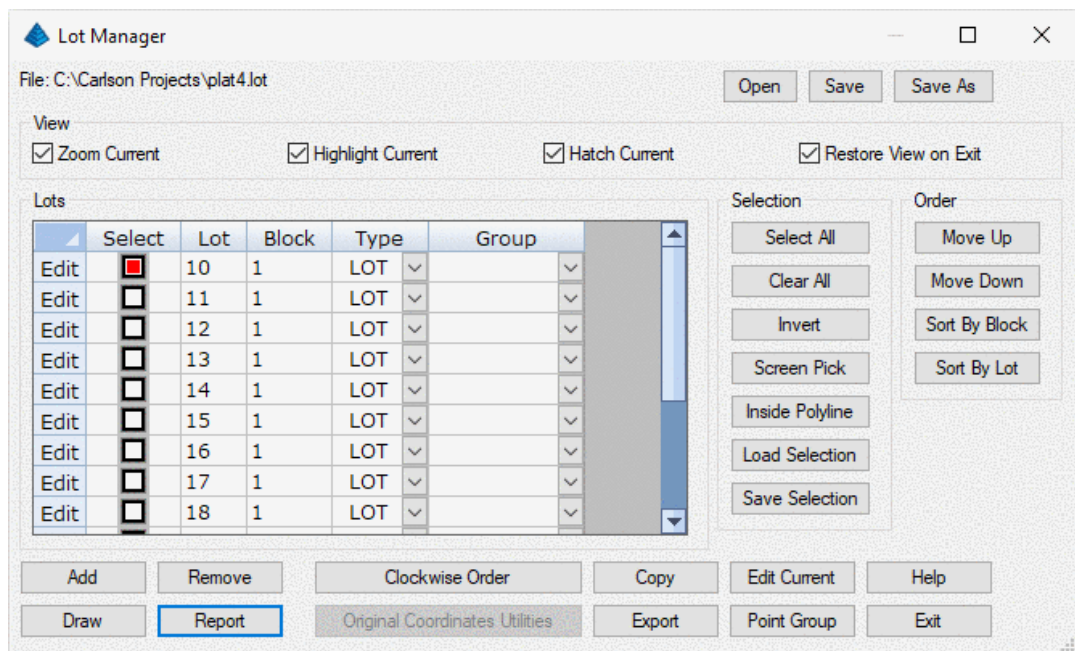 Lot Manager
File: C:\Carlson Projects\plat4.lot
Open Save Save As
View
Zoom Current Highlight Current Hatch Current Restore View on Exit
Lots
Select Lot Block Type Group
Edit 10 1 LOT
Edit 11 1 LOT
Edit 12 1 LOT
Edit 13 1 LOT
Edit 14 1 LOT
Edit 15 1 LOT
Edit 16 1 LOT
Edit 17 1 LOT
Edit 18 1 LOT
Selection
Select All
Clear All
Invert
Screen Pick
Inside Polyline
Load Selection
Save Selection
Order
Move Up
Move Down
Sort By Block
Sort By Lot
Add Remove Clockwise Order Copy Edit Current Help
Draw Report Original Coordinates Utilities Export Point Group Exit